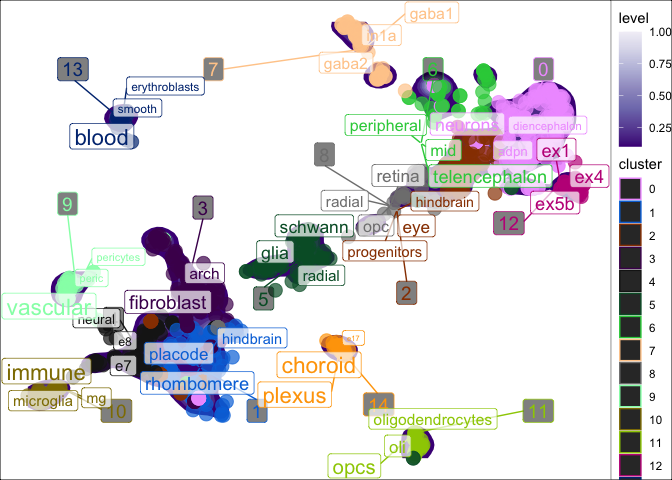 gaba1
level
1.00
0.75
0.50
0.25
13
7
gaba2
6
0
erythroblasts
smooth
blood
peripheral
neurons
diencephalon
mid
adpn
ex1
8
retina
telencephalon
ex4
radial
hindbrain
ex5b
9
3
schwann
opc
eye
12
glia
progenitors
pericytes
peric
arch
radial
vascular
fibroblast
5
2
neural
e8
hindbrain
placode
e7
immune
rhombomere
choroid
microglia
mg
10
1
plexus
14
11
oligodendrocytes
opcs
cluster
0
1
2
3
4
5
6
7
8
9
10
11
12